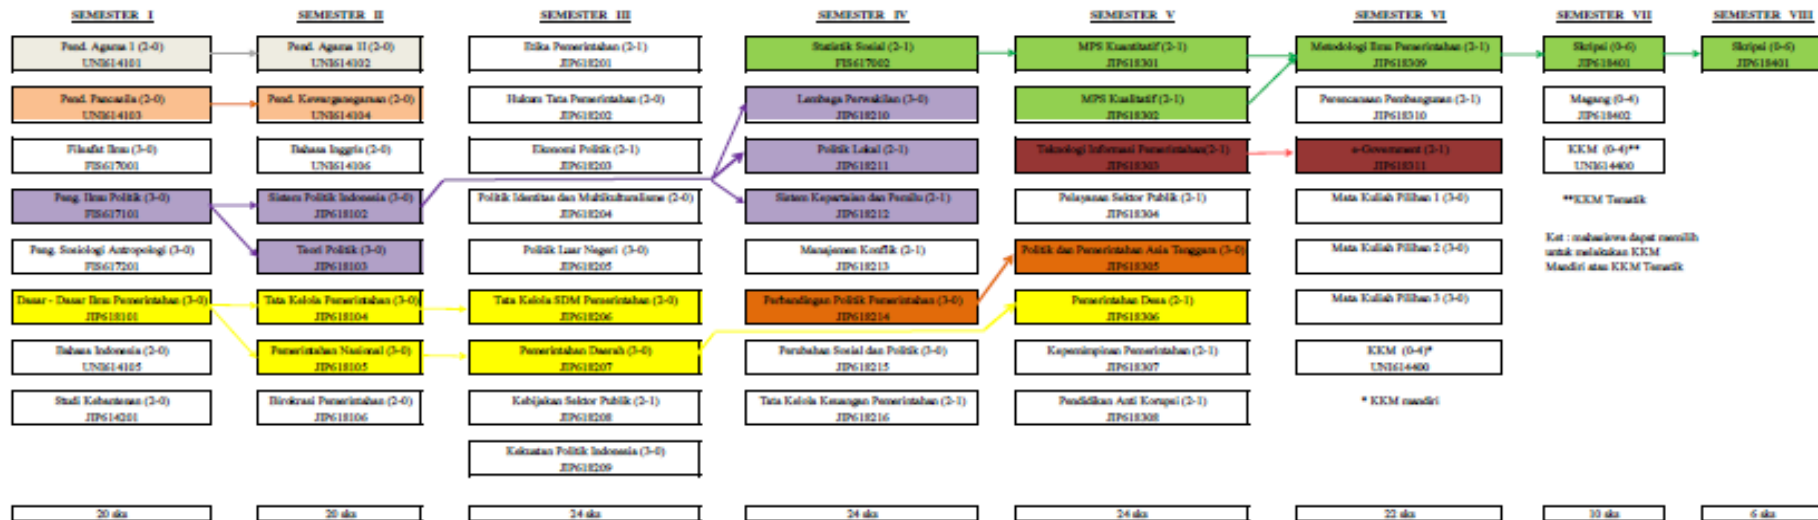 SEMESTER I
Pend. Agama I (2-0)
UNI614101
Pend. Pancasila (2-0)
UNI614103
Filsafat Ilmu (3-0)
FIS617001
Peng. Ilmu Politik (3-0)
FIS617101
Peng. Sosiologi Antropologi (3-0)
FIS617201
Dasar - Dasar Ilmu Pemerintahan (3-0)
JIP618101
Bahasa Indonesia (2-0)
UNI614105
Studi Kebantenan (2-0)
JIP614201
20 sks
SEMESTER II
Pend. Agama II (2-0)
UNI614102
Pend. Kewarganegaraan (2-0)
UNI614104
Bahasa Inggris (2-0)
UNI614106
Sistem Politik Indonesia (3-0)
JIP618102
Teori Politik (3-0)
JIP618103
Tata Kelola Pemerintahan (3-0)
JIP618104
Pemerintahan Nasional (3-0)
JIP618105
Birokrasi Pemerintahan (2-0)
JIP618106
20 sks
SEMESTER III
Etika Pemerintahan (2-1)
JIP618201
Hukum Tata Pemerintahan (2-0)
JIP618202
Ekonomi Politik (2-1)
JIP618203
Politik Identitas dan Multikulturalisme (2-0)
JIP618204
Politik Luar Negeri (3-0)
JIP618205
Tata Kelola SDM Pemerintahan (2-0)
JIP618206
Pemerintahan Daerah (3-0)
JIP618207
Kebijakan Sektor Publik (2-1)
JIP618208
Kekuatan Politik Indonesia (3-0)
JIP618209
24 sks
SEMESTER IV
Statistik Sosial (2-1)
FIS617002
Lembaga Perwakilan (3-0)
JIP618210
Politik Lokal (2-1)
JIP618211
Sistem Kepartaian dan Pemilu (2-1)
JIP618212
Manajemen Konflik (2-1)
JIP618213
Perbandingan Politik Pemerintahan (3-0)
JIP618214
Perubahan Sosial dan Politik (3-0)
JIP618215
Tata Kelola Keuangan Pemerintahan (2-1)
JIP618216
24 sks
SEMESTER V
MPS Kuantitatif (2-1)
JIP618301
MPS Kualitatif (2-1)
JIP618302
Teknologi Informasi Pemerintahan(2-1)
JIP618303
Pelayanan Sektor Publik (2-1)
JIP618304
Politik dan Pemerintahan Asia Tenggara (3-0)
JIP618305
Pemerintahan Desa (2-1)
JIP618306
Kepemimpinan Pemerintahan (2-1)
JIP618307
Pendidikan Anti Korupsi (2-1)
JIP618308
24 sks
SEMESTER VI
Metodologi Ilmu Pemerintahan (2-1)
JIP618309
Perencanaan Pembangunan (2-1)
JIP618310
e-Government (2-1)
JIP618311
Mata Kuliah Pilihan 1 (3-0)
Mata Kuliah Pilihan 2 (3-0)
Mata Kuliah Pilihan 3 (3-0)
KKM (0-4)*
UNI614400
* KKM mandiri
22 sks
SEMESTER VII
Skripsi (0-6)
JIP618401
Magang (0-4)
JIP618402
KKM (0-4)**
UNI614400
**KKM Tematik
Ket : mahasiswa dapat memilih
untuk melakukan KKM
Mandiri atau KKM Tematik
10 sks
SEMESTER VIII
Skripsi (0-6)
JIP618401
6 sks